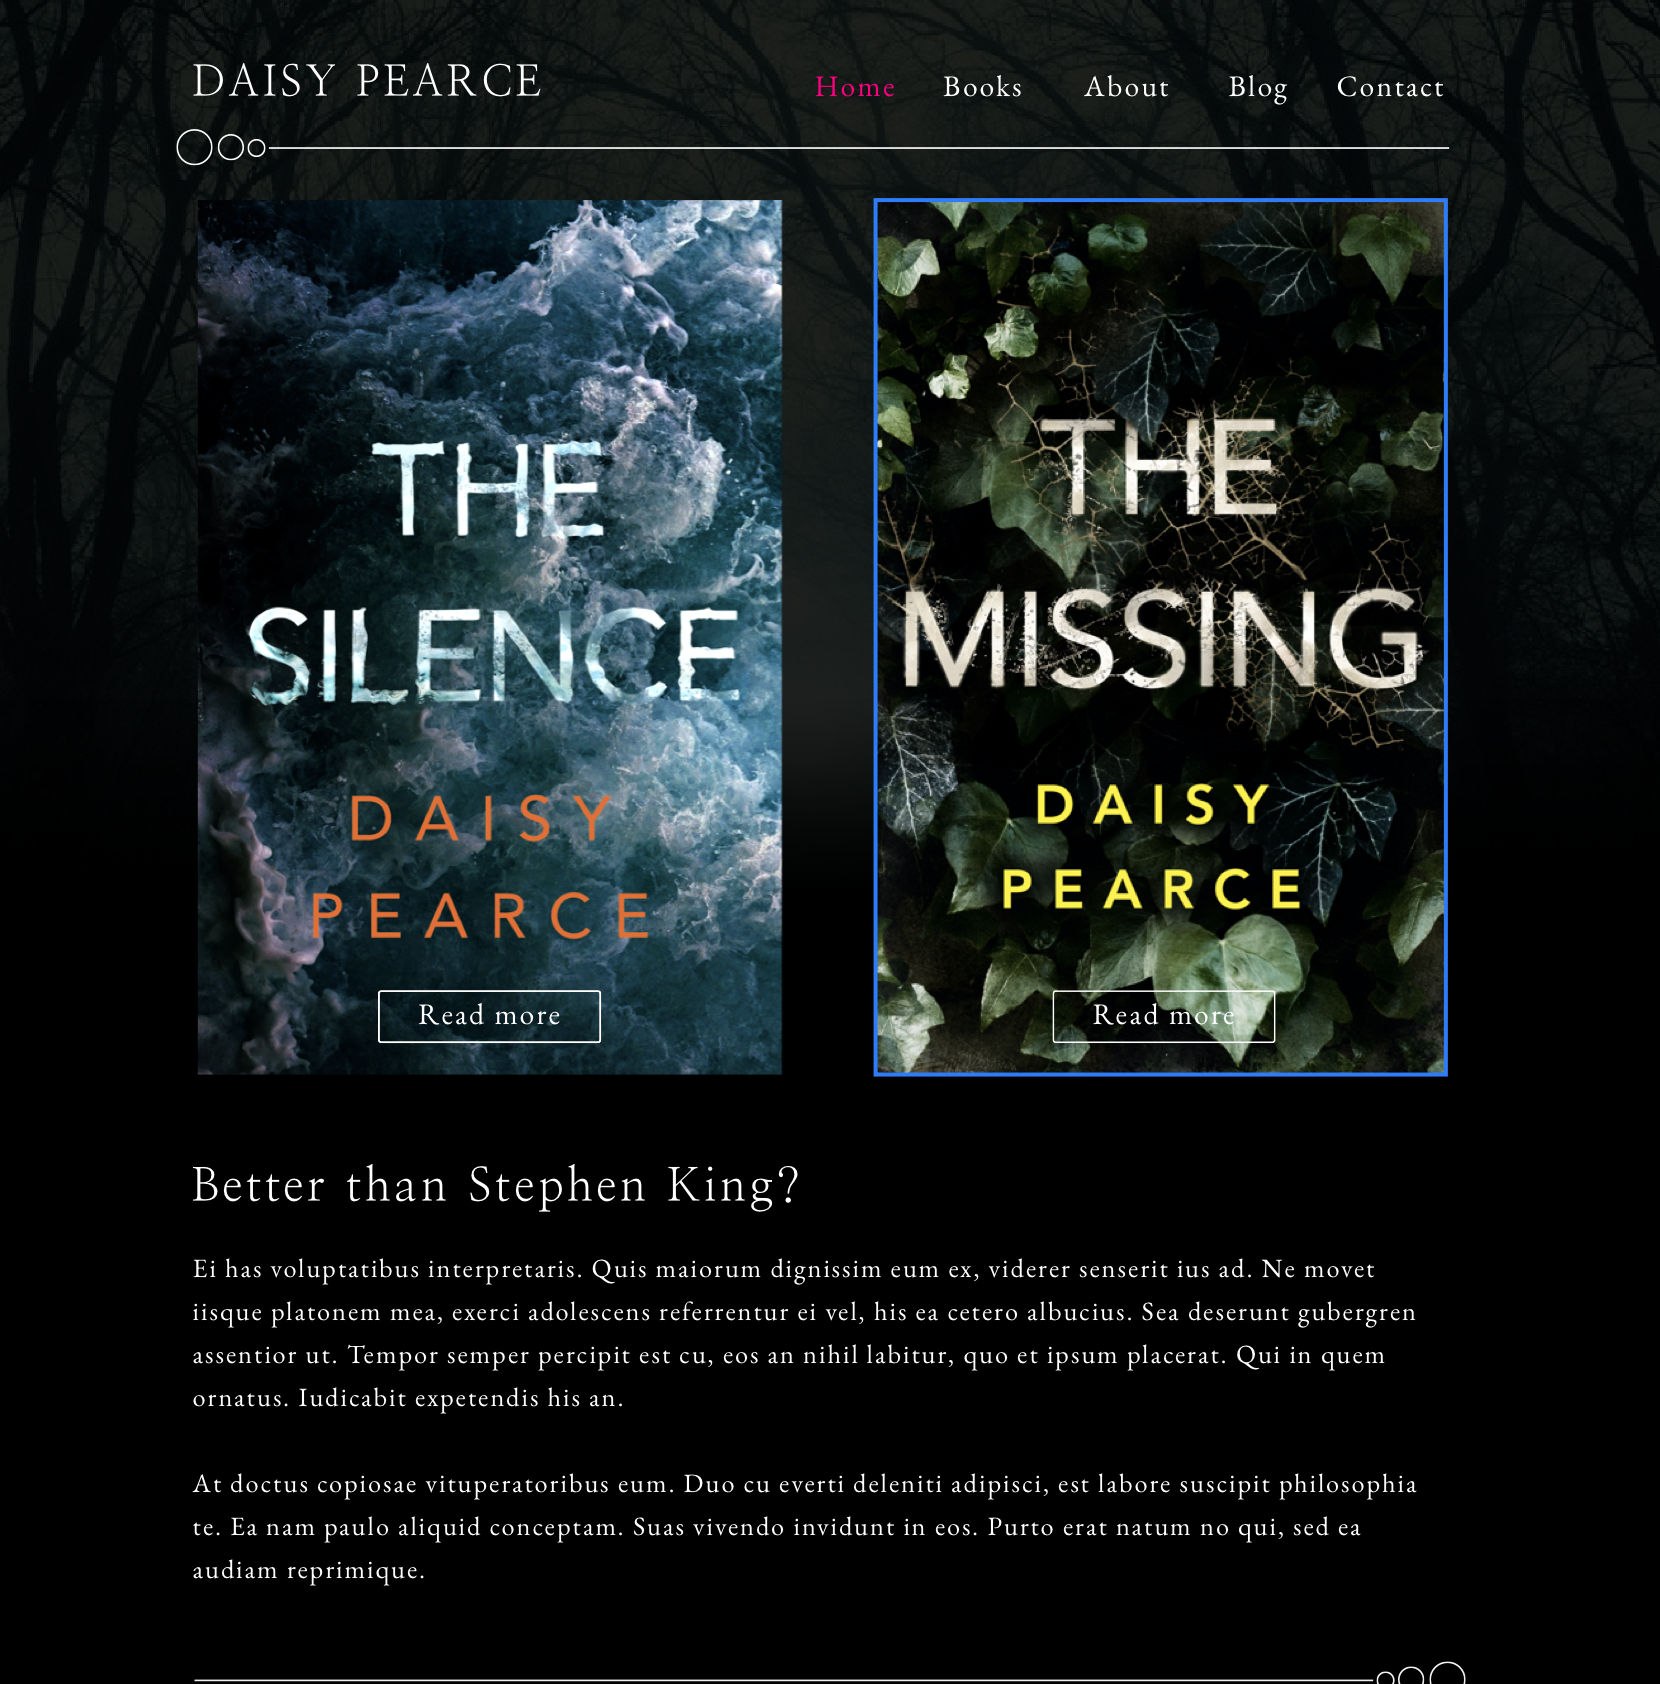 DAISY PEARCE
Home Books About Blog Contact
THE
SILENCE
DAISY
PEARCE
Read more
THE
MISSING
DAISY
PEARCE
Read more
Better than Stephen King?
Ei has voluptatibus interpretaris. Quis maiorum dignissim eum ex, viderer senserit ius ad. Ne movet
iisque platonem mea, exerci adolescens referrentur ei vel, his ea cetero albucius. Sea deserunt gubergren
assentior ut. Tempor semper percipit est cu, eos an nihil labitur, quo et ipsum placerat. Qui in quem
ornatus. Iudicabit expetendis his an.
At doctus copiosae vituperatoribus eum. Duo cu everti deleniti adipisci, est labore suscipit philosophia
te. Ea nam paulo aliquid conceptam. Suas vivendo invidunt in eos. Purto erat natum no qui, sed ea
audiam reprimique.